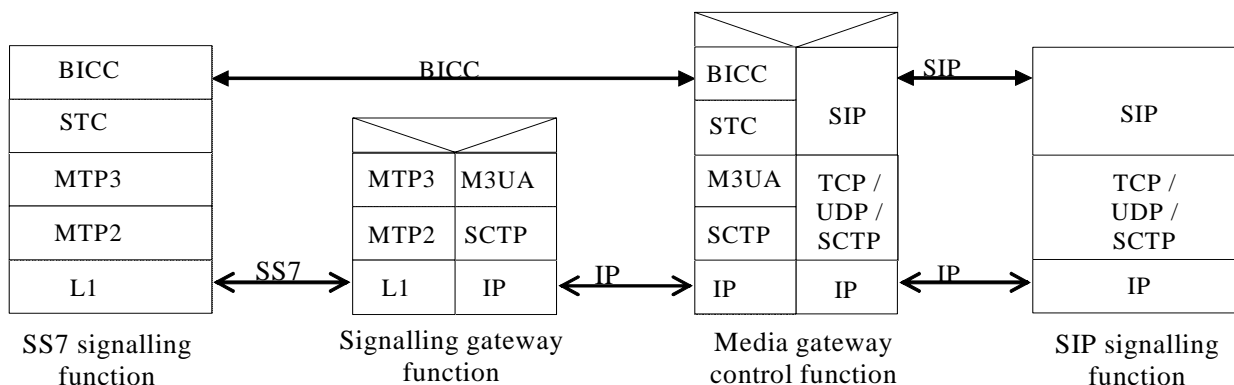 BICC
STC
MTP3
MTP2
L1
SS7 signalling
function
BICC
SS7
MTP3 M3UA
MTP2 SCTP
L1 IP
Signalling gateway
function
IP
BICC
STC
M3UA
SCTP
IP
SIP
TCP /
UDP /
SCTP
IP
Media gateway
control function
SIP
IP
SIP
TCP /
UDP /
SCTP
IP
SIP signalling
function